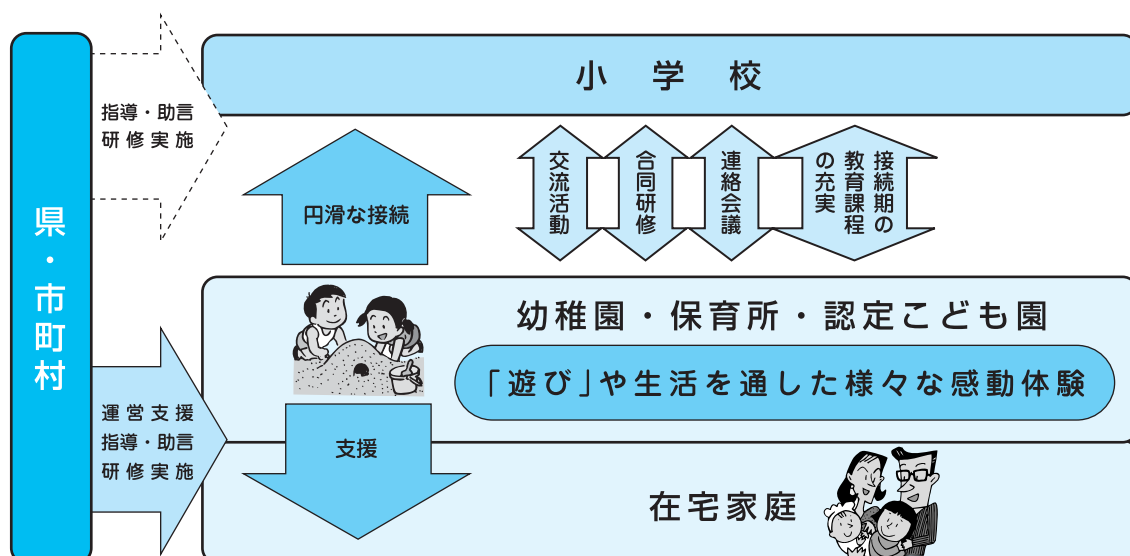 県・市町村
指導・助言
研修実施
小学校
円滑な接続
交流活動
合同研修
連絡会議
接続期の
教育課程
の充実
幼稚園・保育所・認定こども園
「遊び」や生活を通した様々な感動体験
運営支援
指導・助言
研修実施
支援
在宅家庭